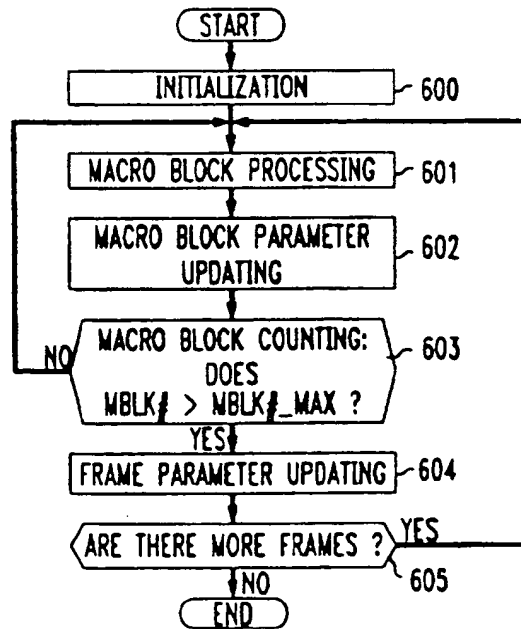 START
INITIALIZATION
600
MACRO BLOCK PROCESSING
601
MACRO BLOCK PARAMETER
UPDATING
602
MACRO BLOCK COUNTING:
DOES
MBLK# > MBLK#_MAX ?
603
NO
YES
FRAME PARAMETER UPDATING
604
ARE THERE MORE FRAMES ?
YES
605
NO
END